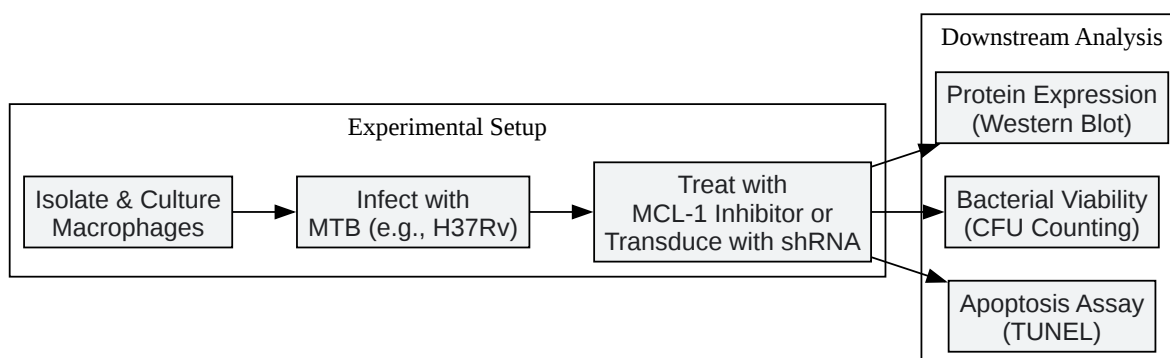 Experimental Setup
Isolate & Culture
Macrophages
Infect with
MTB (e.g., H37Rv)
Treat with
MCL-1 Inhibitor or
Transduce with shRNA
Downstream Analysis
Protein Expression
(Western Blot)
Bacterial Viability
(CFU Counting)
Apoptosis Assay
(TUNEL)